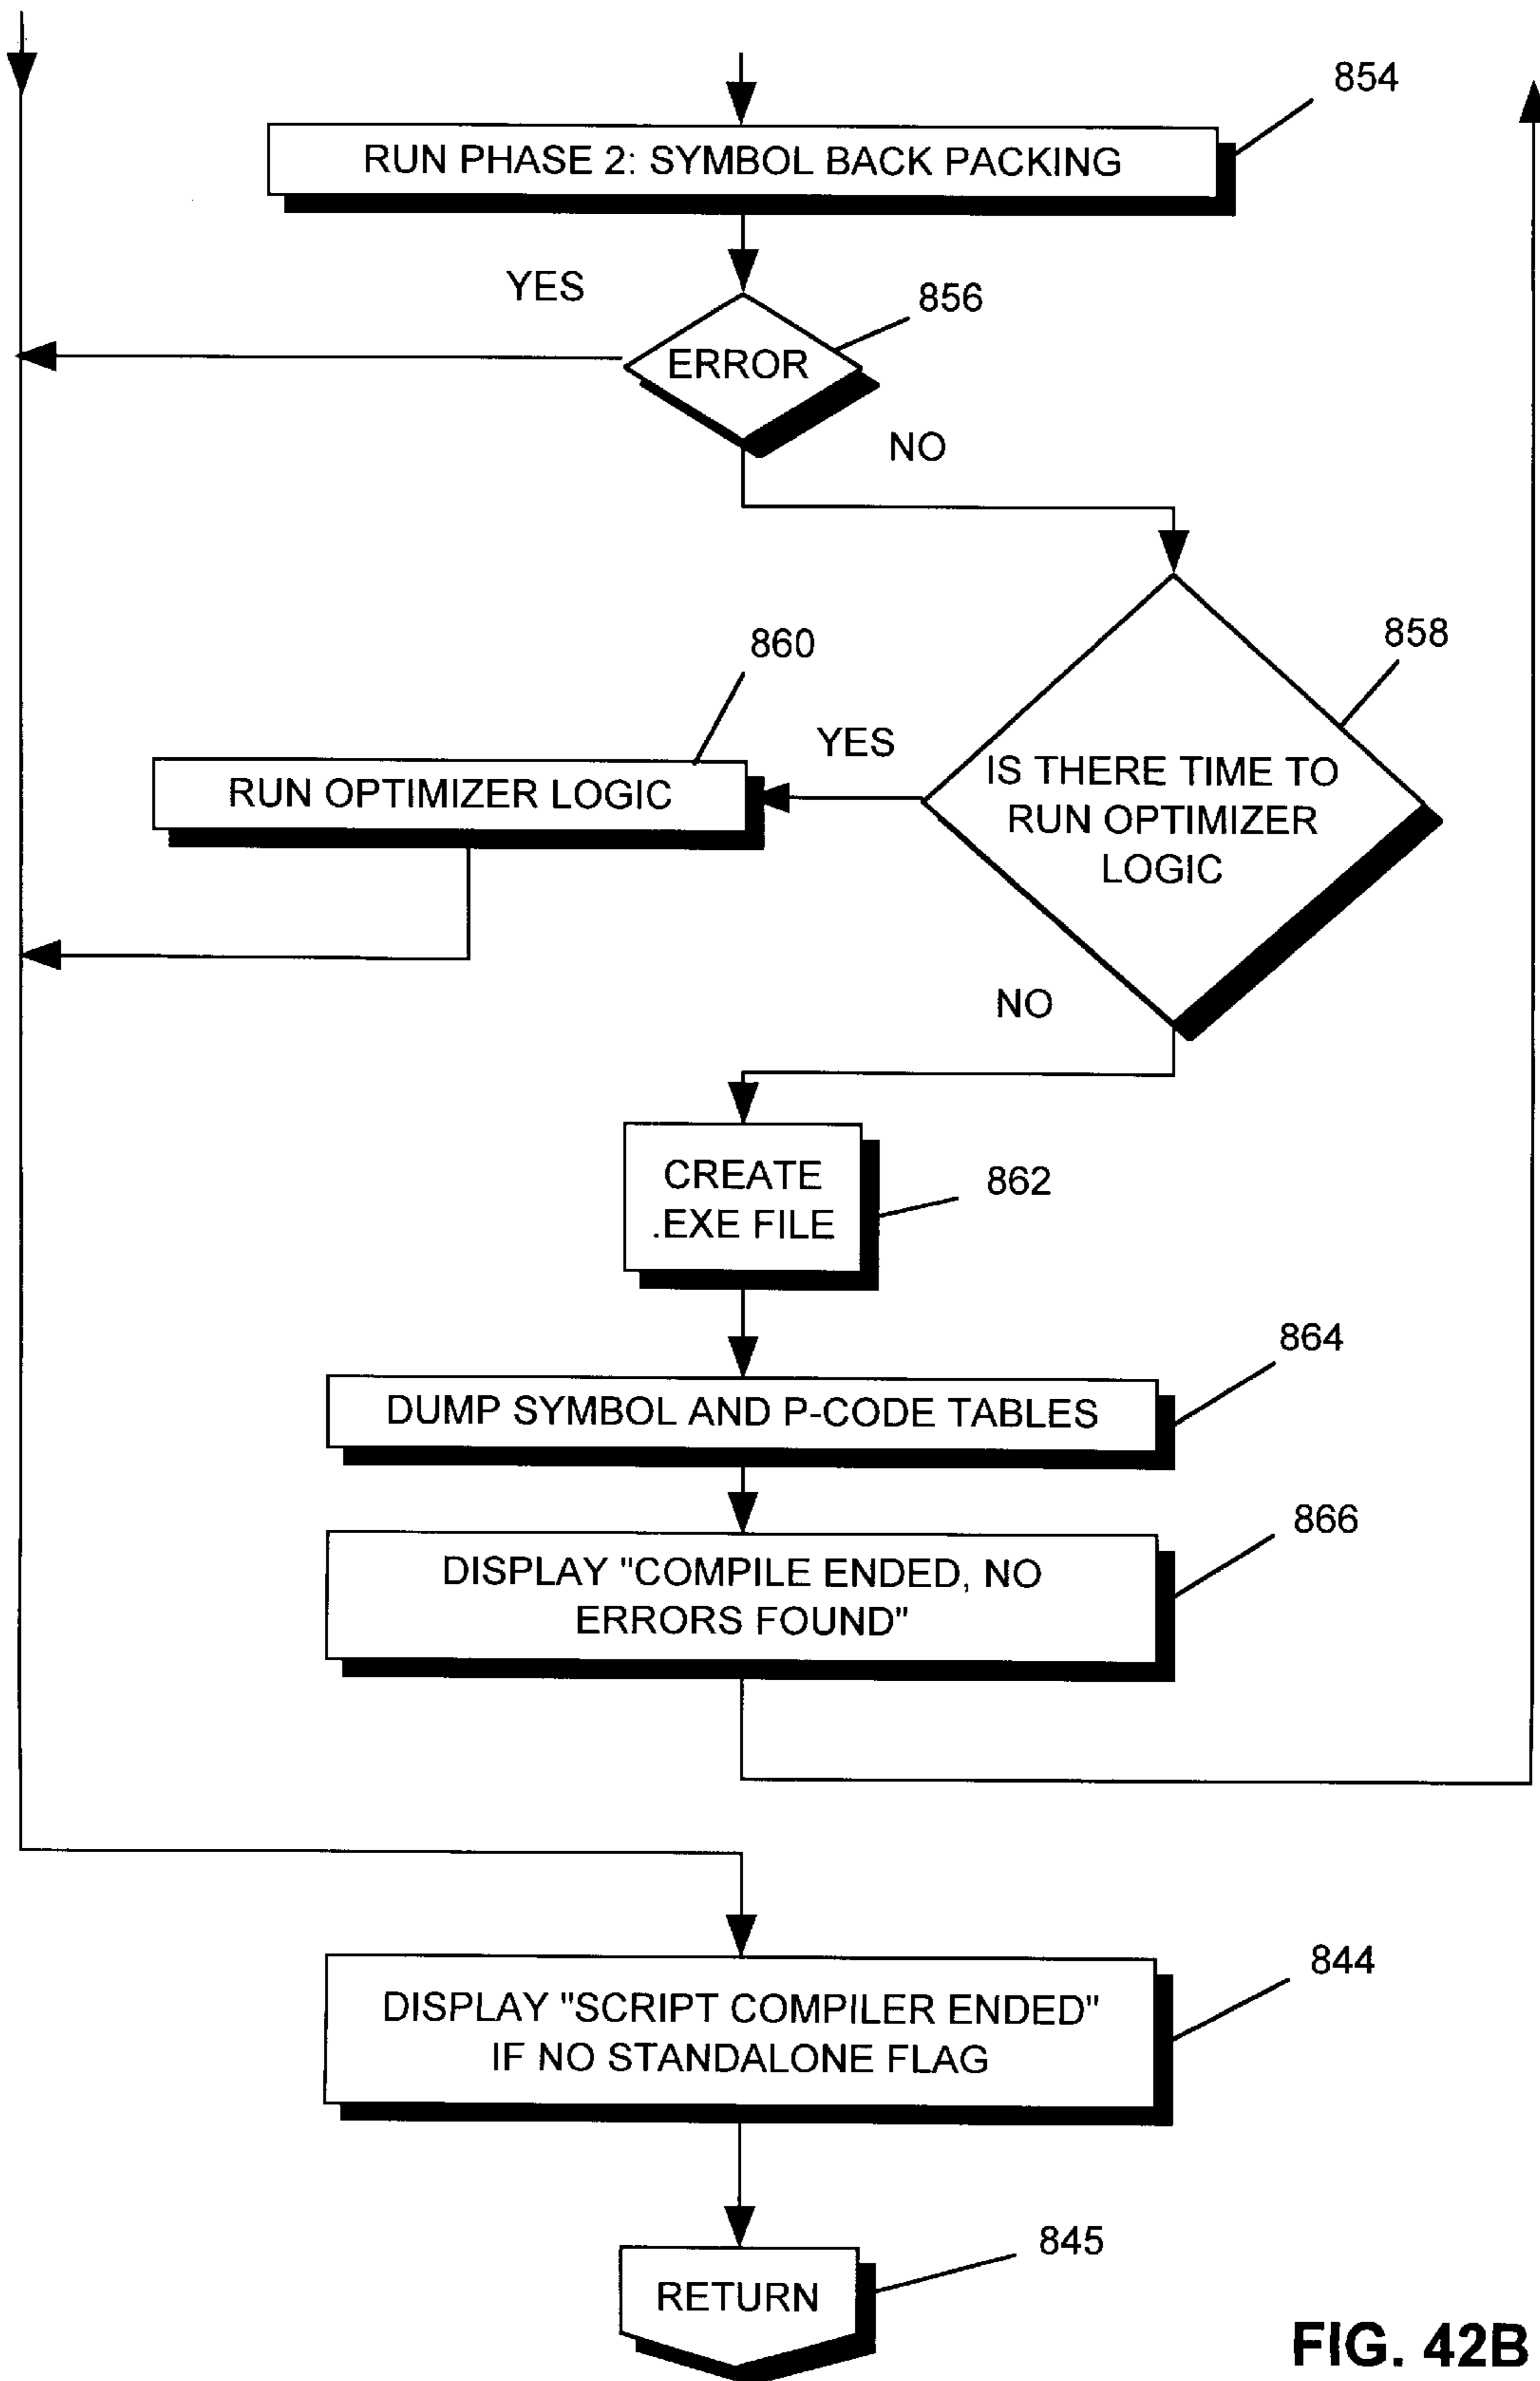 854
RUN PHASE 2: SYMBOL BACK PACKING
YES
856
ERROR
NO
860
858
YES
RUN OPTIMIZER LOGIC
IS THERE TIME TO
RUN OPTIMIZER
LOGIC
NO
CREATE
.EXE FILE
862
864
DUMP SYMBOL AND P-CODE TABLES
866
DISPLAY "COMPILE ENDED, NO
ERRORS FOUND"
844
DISPLAY "SCRIPT COMPILER ENDED"
IF NO STANDALONE FLAG
845
RETURN
FIG. 42B